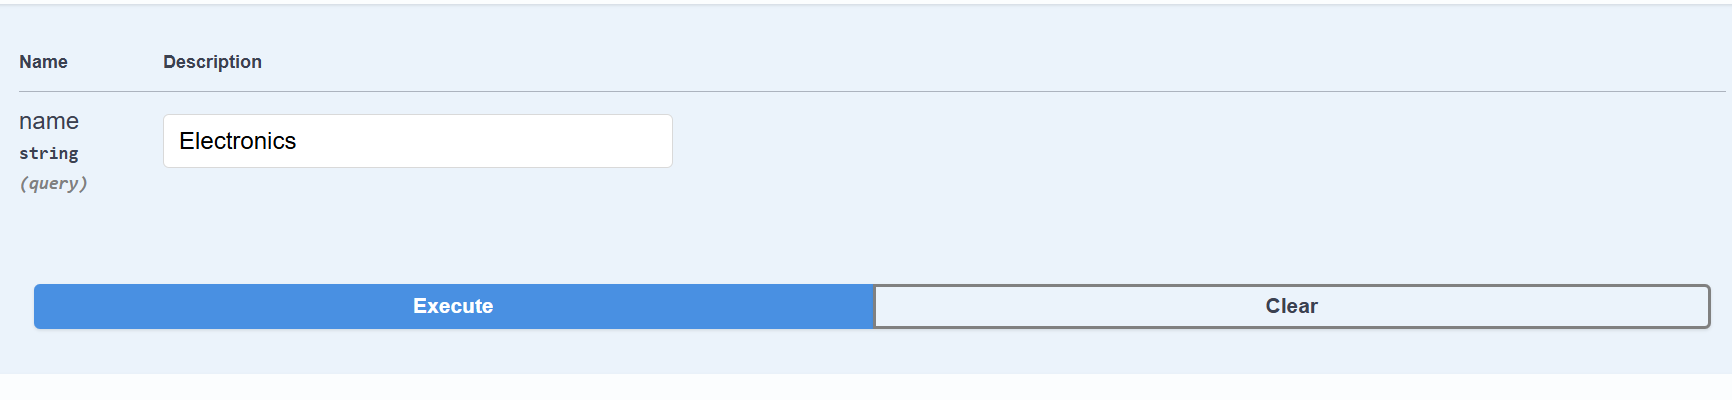 Name Description
name
Electronics
string
(query)
Execute Clear